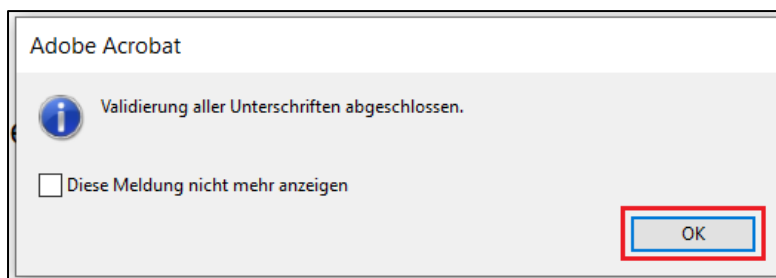 Adobe Acrobat
Validierung aller Unterschriften abgeschlossen.
Diese Meldung nicht mehr anzeigen
OK